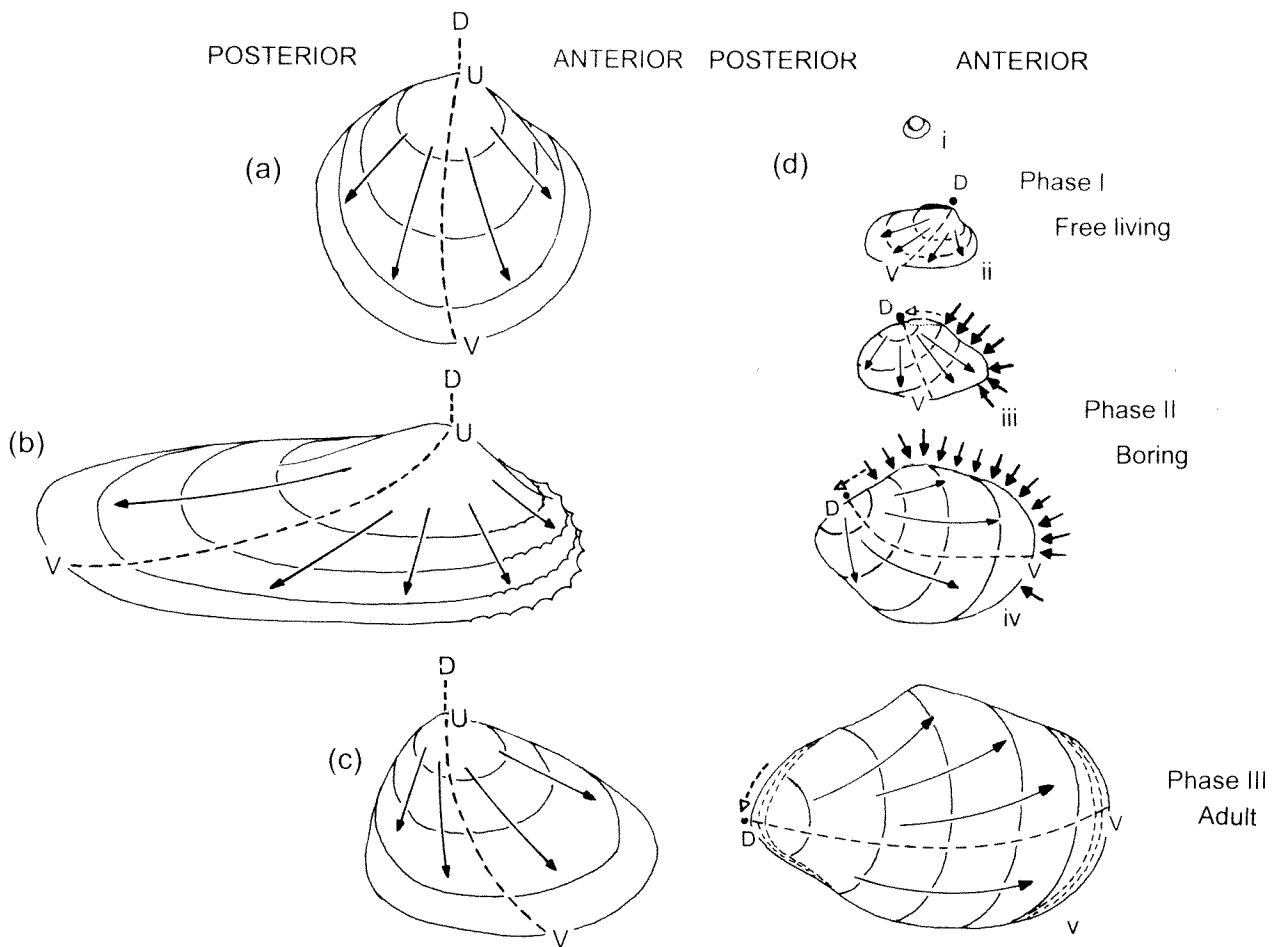 D
POSTERIOR ANTERIOR POSTERIOR ANTERIOR
U
(a)
V
D
(b)
U
V
D
U
(c)
V
(d)
i
D
Phase I
Free living
V
ii
D
V
iii
Phase II
Boring
D
V
iv
Phase III
Adult
D
V
v